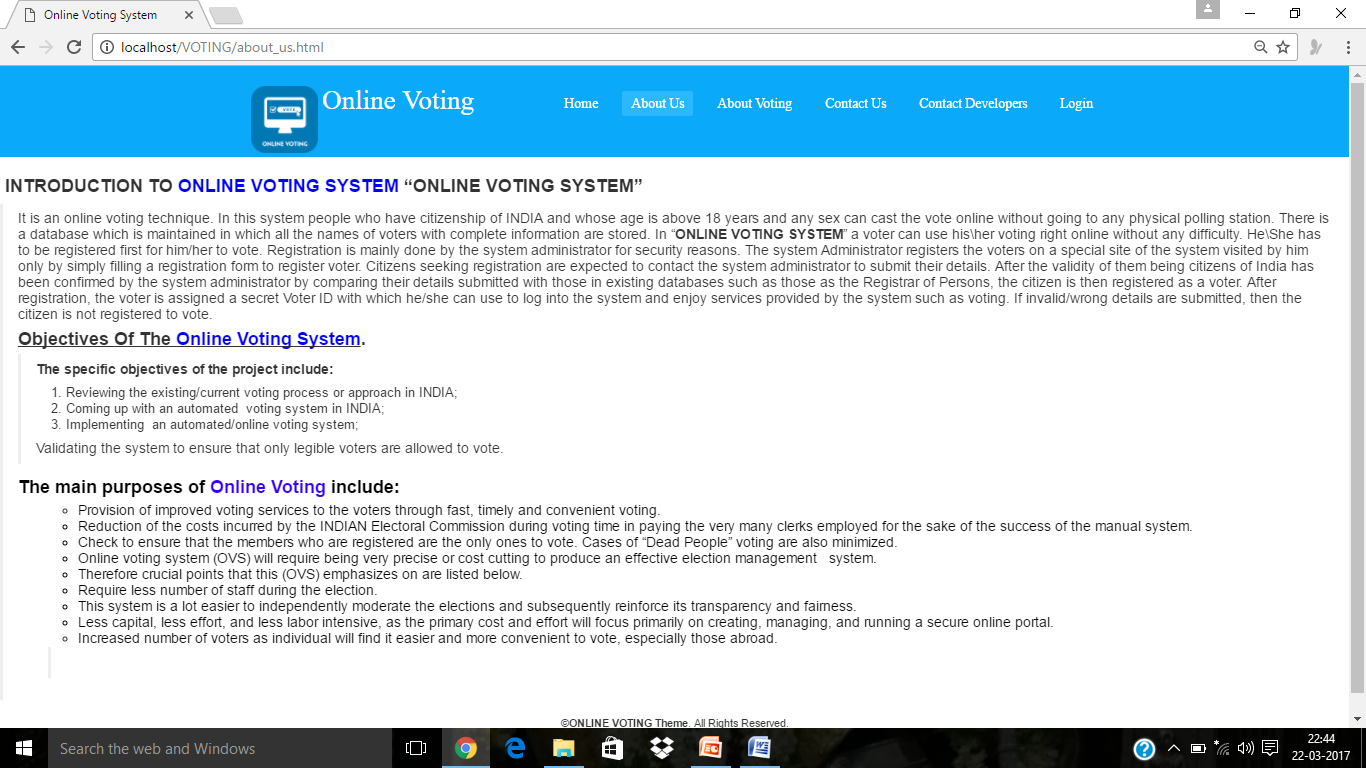 Online Voting System
localhost/VOTING/about_us.html
VOTE
ONLINE VOTING
Online Voting
Home About Us About Voting Contact Us Contact Developers Login
INTRODUCTION TO ONLINE VOTING SYSTEM “ONLINE VOTING SYSTEM”
It is an online voting technique. In this system people who have citizenship of INDIA and whose age is above 18 years and any sex can cast the vote online without going to any physical polling station. There is
a database which is maintained in which all the names of voters with complete information are stored. In “ONLINE VOTING SYSTEM” a voter can use his\her voting right online without any difficulty. He\She has
to be registered first for him/her to vote. Registration is mainly done by the system administrator for security reasons. The system Administrator registers the voters on a special site of the system visited by him
only by simply filling a registration form to register voter. Citizens seeking registration are expected to contact the system administrator to submit their details. After the validity of them being citizens of India has
been confirmed by the system administrator by comparing their details submitted with those in existing databases such as those as the Registrar of Persons, the citizen is then registered as a voter. After
registration, the voter is assigned a secret Voter ID with which he/she can use to log into the system and enjoy services provided by the system such as voting. If invalid/wrong details are submitted, then the
citizen is not registered to vote.
Objectives Of The Online Voting System.
The specific objectives of the project include:
1. Reviewing the existing/current voting process or approach in INDIA;
2. Coming up with an automated voting system in INDIA;
3. Implementing an automated/online voting system;
Validating the system to ensure that only legible voters are allowed to vote.
The main purposes of Online Voting include:
Provision of improved voting services to the voters through fast, timely and convenient voting.
Reduction of the costs incurred by the INDIAN Electoral Commission during voting time in paying the very many clerks employed for the sake of the success of the manual system.
Check to ensure that the members who are registered are the only ones to vote. Cases of “Dead People” voting are also minimized.
Online voting system (OVS) will require being very precise or cost cutting to produce an effective election management system.
Therefore crucial points that this (OVS) emphasizes on are listed below.
Require less number of staff during the election.
This system is a lot easier to independently moderate the elections and subsequently reinforce its transparency and fairness.
Less capital, less effort, and less labor intensive, as the primary cost and effort will focus primarily on creating, managing, and running a secure online portal.
Increased number of voters as individual will find it easier and more convenient to vote, especially those abroad.
©ONLINE VOTING Theme. All Rights Reserved.
Search the web and Windows
22:44
22-03-2017